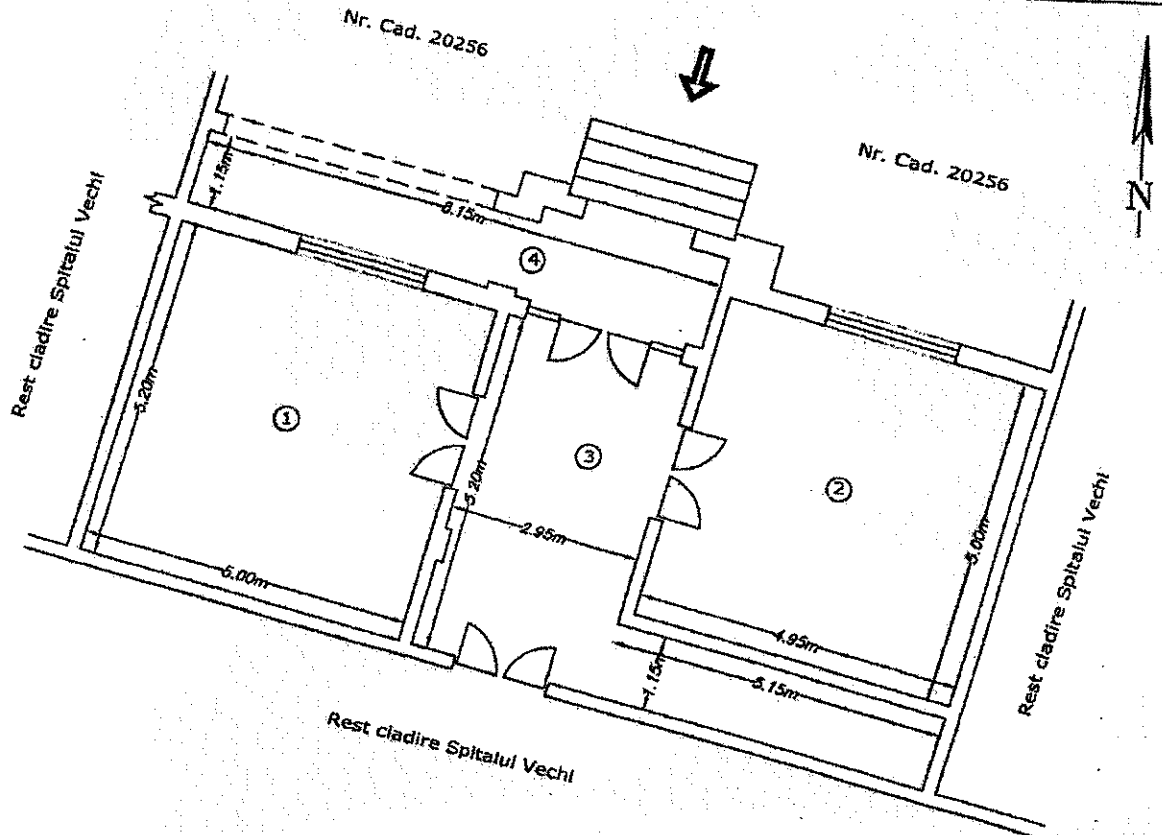 Nr. Cad. 20256
Nr. Cad. 20256
N
1.15m
8.15m
4
Rest cladire Spitalul Vechi
5.20m
1
3
5.20m
2
2.95m
5.00m
Rest cladire Spitalul Vechi
5.00m
4.95m
1.15m
5.15m
Rest cladire Spitalul Vechi